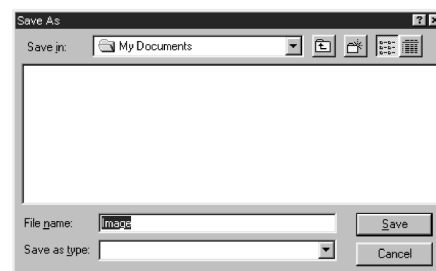 Save As
Save in: My Documents
File name: Image
Save
Save as type:
Cancel